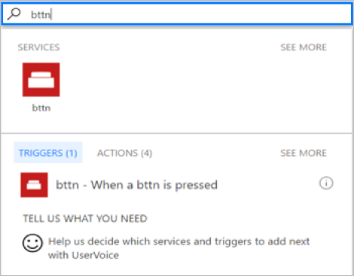 bttn
SERVICES SEE MORE
bttn
TRIGGERS (1) ACTIONS (4) SEE MORE
bttn - When a bttn is pressed
TELL US WHAT YOU NEED
Help us decide which services and triggers to add next
with UserVoice